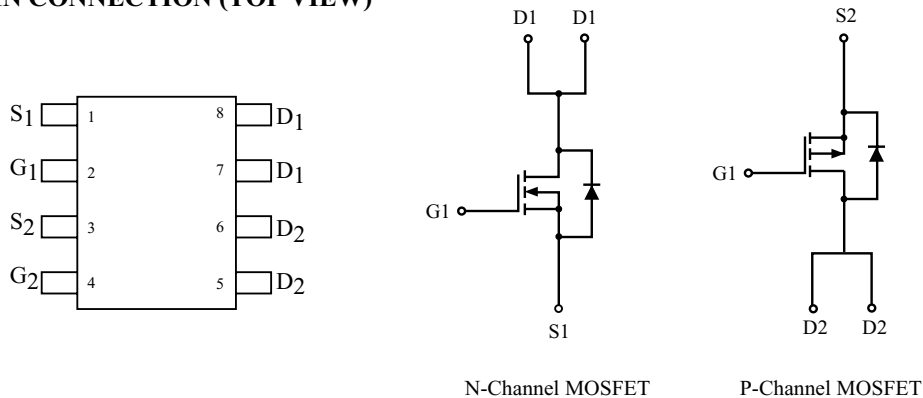 IN CONNECTION (TOP VIEW)
S1 1 8 D1
G1 2 7 D1
S2 3 6 D2
G2 4 5 D2
D1 D1
G1
S1
N-Channel MOSFET
S2
G1
D2 D2
P-Channel MOSFET